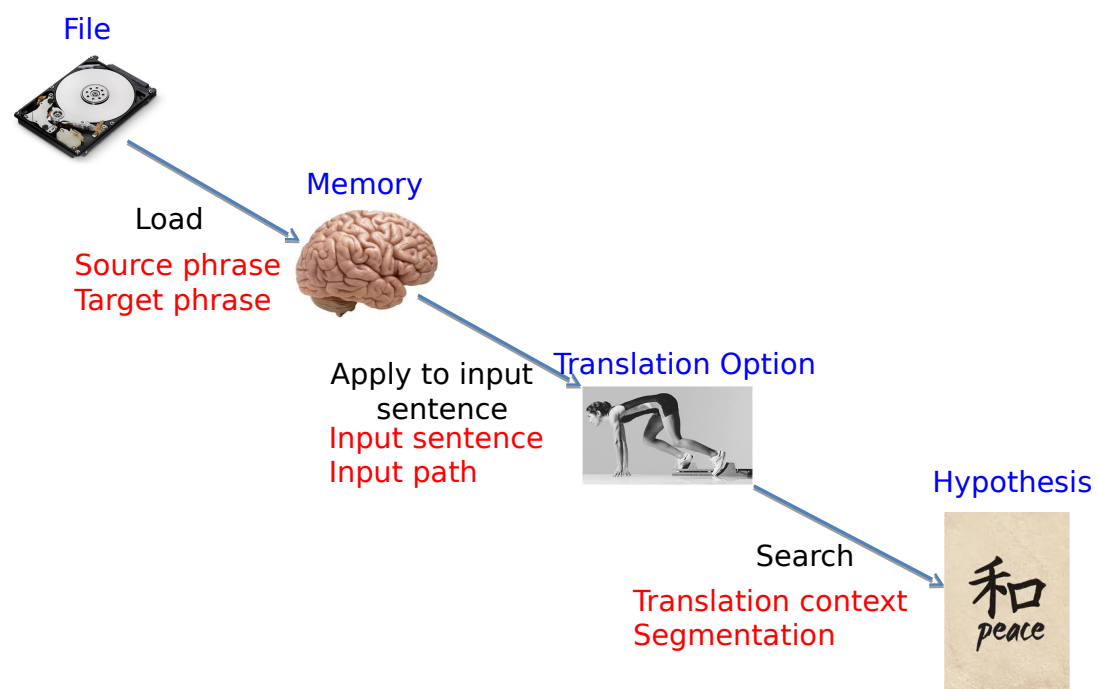 File
Memory
Load
Source phrase
Target phrase
Translation Option
Apply to input
sentence
Input sentence
Input path
Hypothesis
Search
Translation context
Segmentation
和
peace